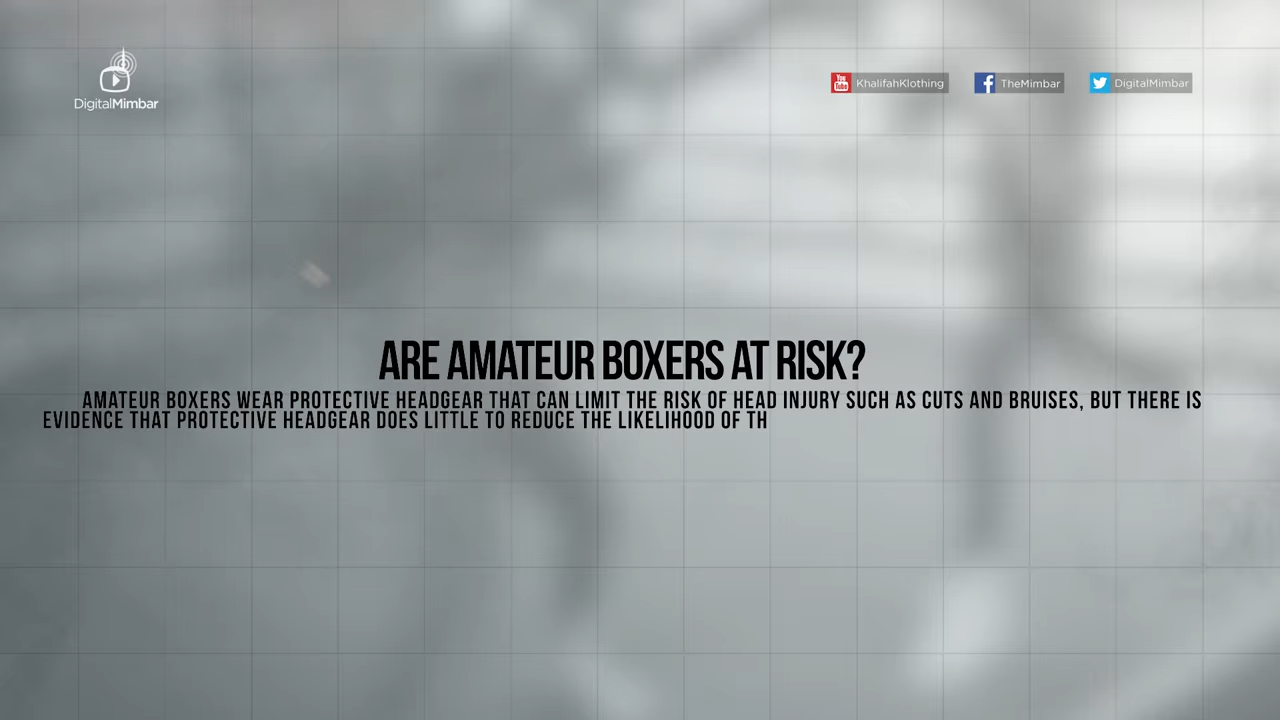 DigitalMimbar
You Tube KhalifahKlothing
TheMimbar
DigitalMimbar
ARE AMATEUR BOXERS AT RISK?
AMATEUR BOXERS WEAR PROTECTIVE HEADGEAR THAT CAN LIMIT THE RISK OF HEAD INJURY SUCH AS CUTS AND BRUISES, BUT THERE IS
EVIDENCE THAT PROTECTIVE HEADGEAR DOES LITTLE TO REDUCE THE LIKELIHOOD OF TH